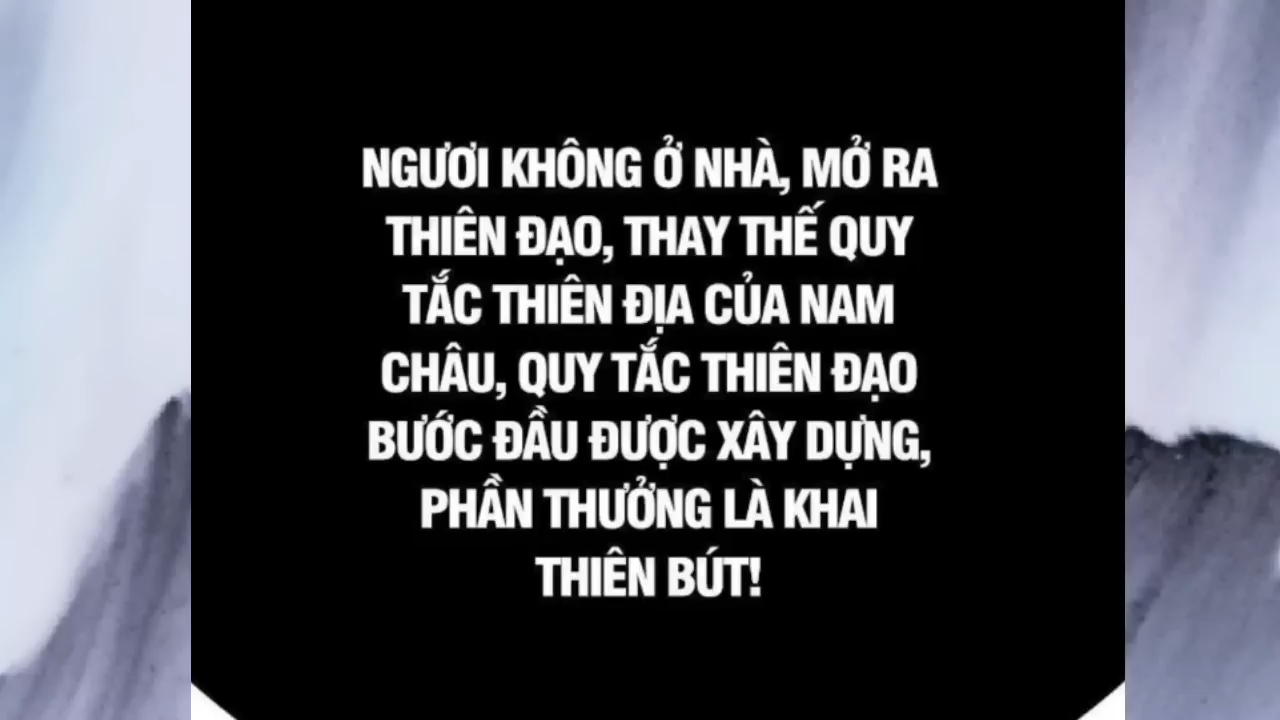 NGƯƠI KHÔNG Ở NHÀ, MỞ RA
THIÊN ĐẠO, THAY THẾ QUY
TẮC THIÊN ĐỊA CỦA NAM
CHÂU, QUY TẮC THIÊN ĐẠO
BƯỚC ĐẦU ĐƯỢC XÂY DỰNG,
PHẦN THƯỞNG LÀ KHAI
THIÊN BÚT!